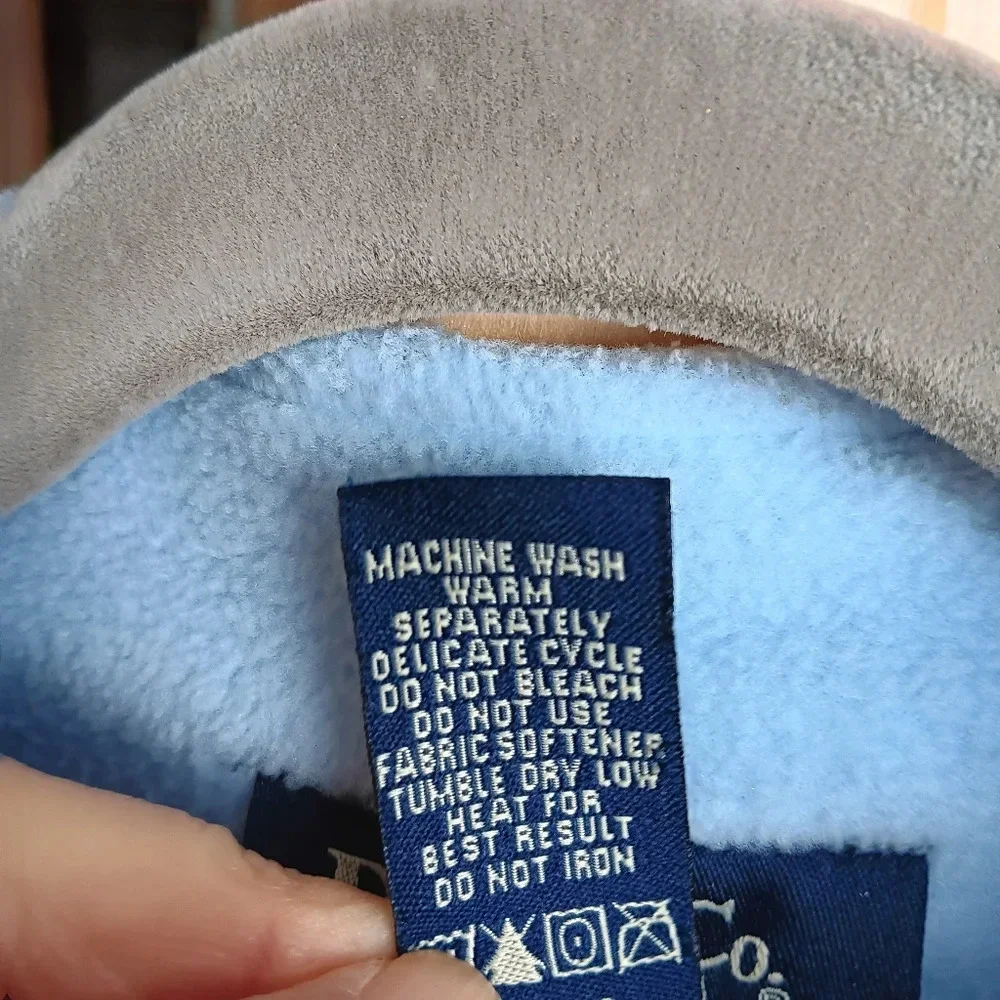 MACHINE WASH
WARM
SEPARATELY
DELICATE CYCLE
DO NOT BLEACH
DO NOT USE
FABRIC SOFTENER
TUMBLE DRY LOW
HEAT FOR
BEST RESULT
DO NOT IRON
Co.